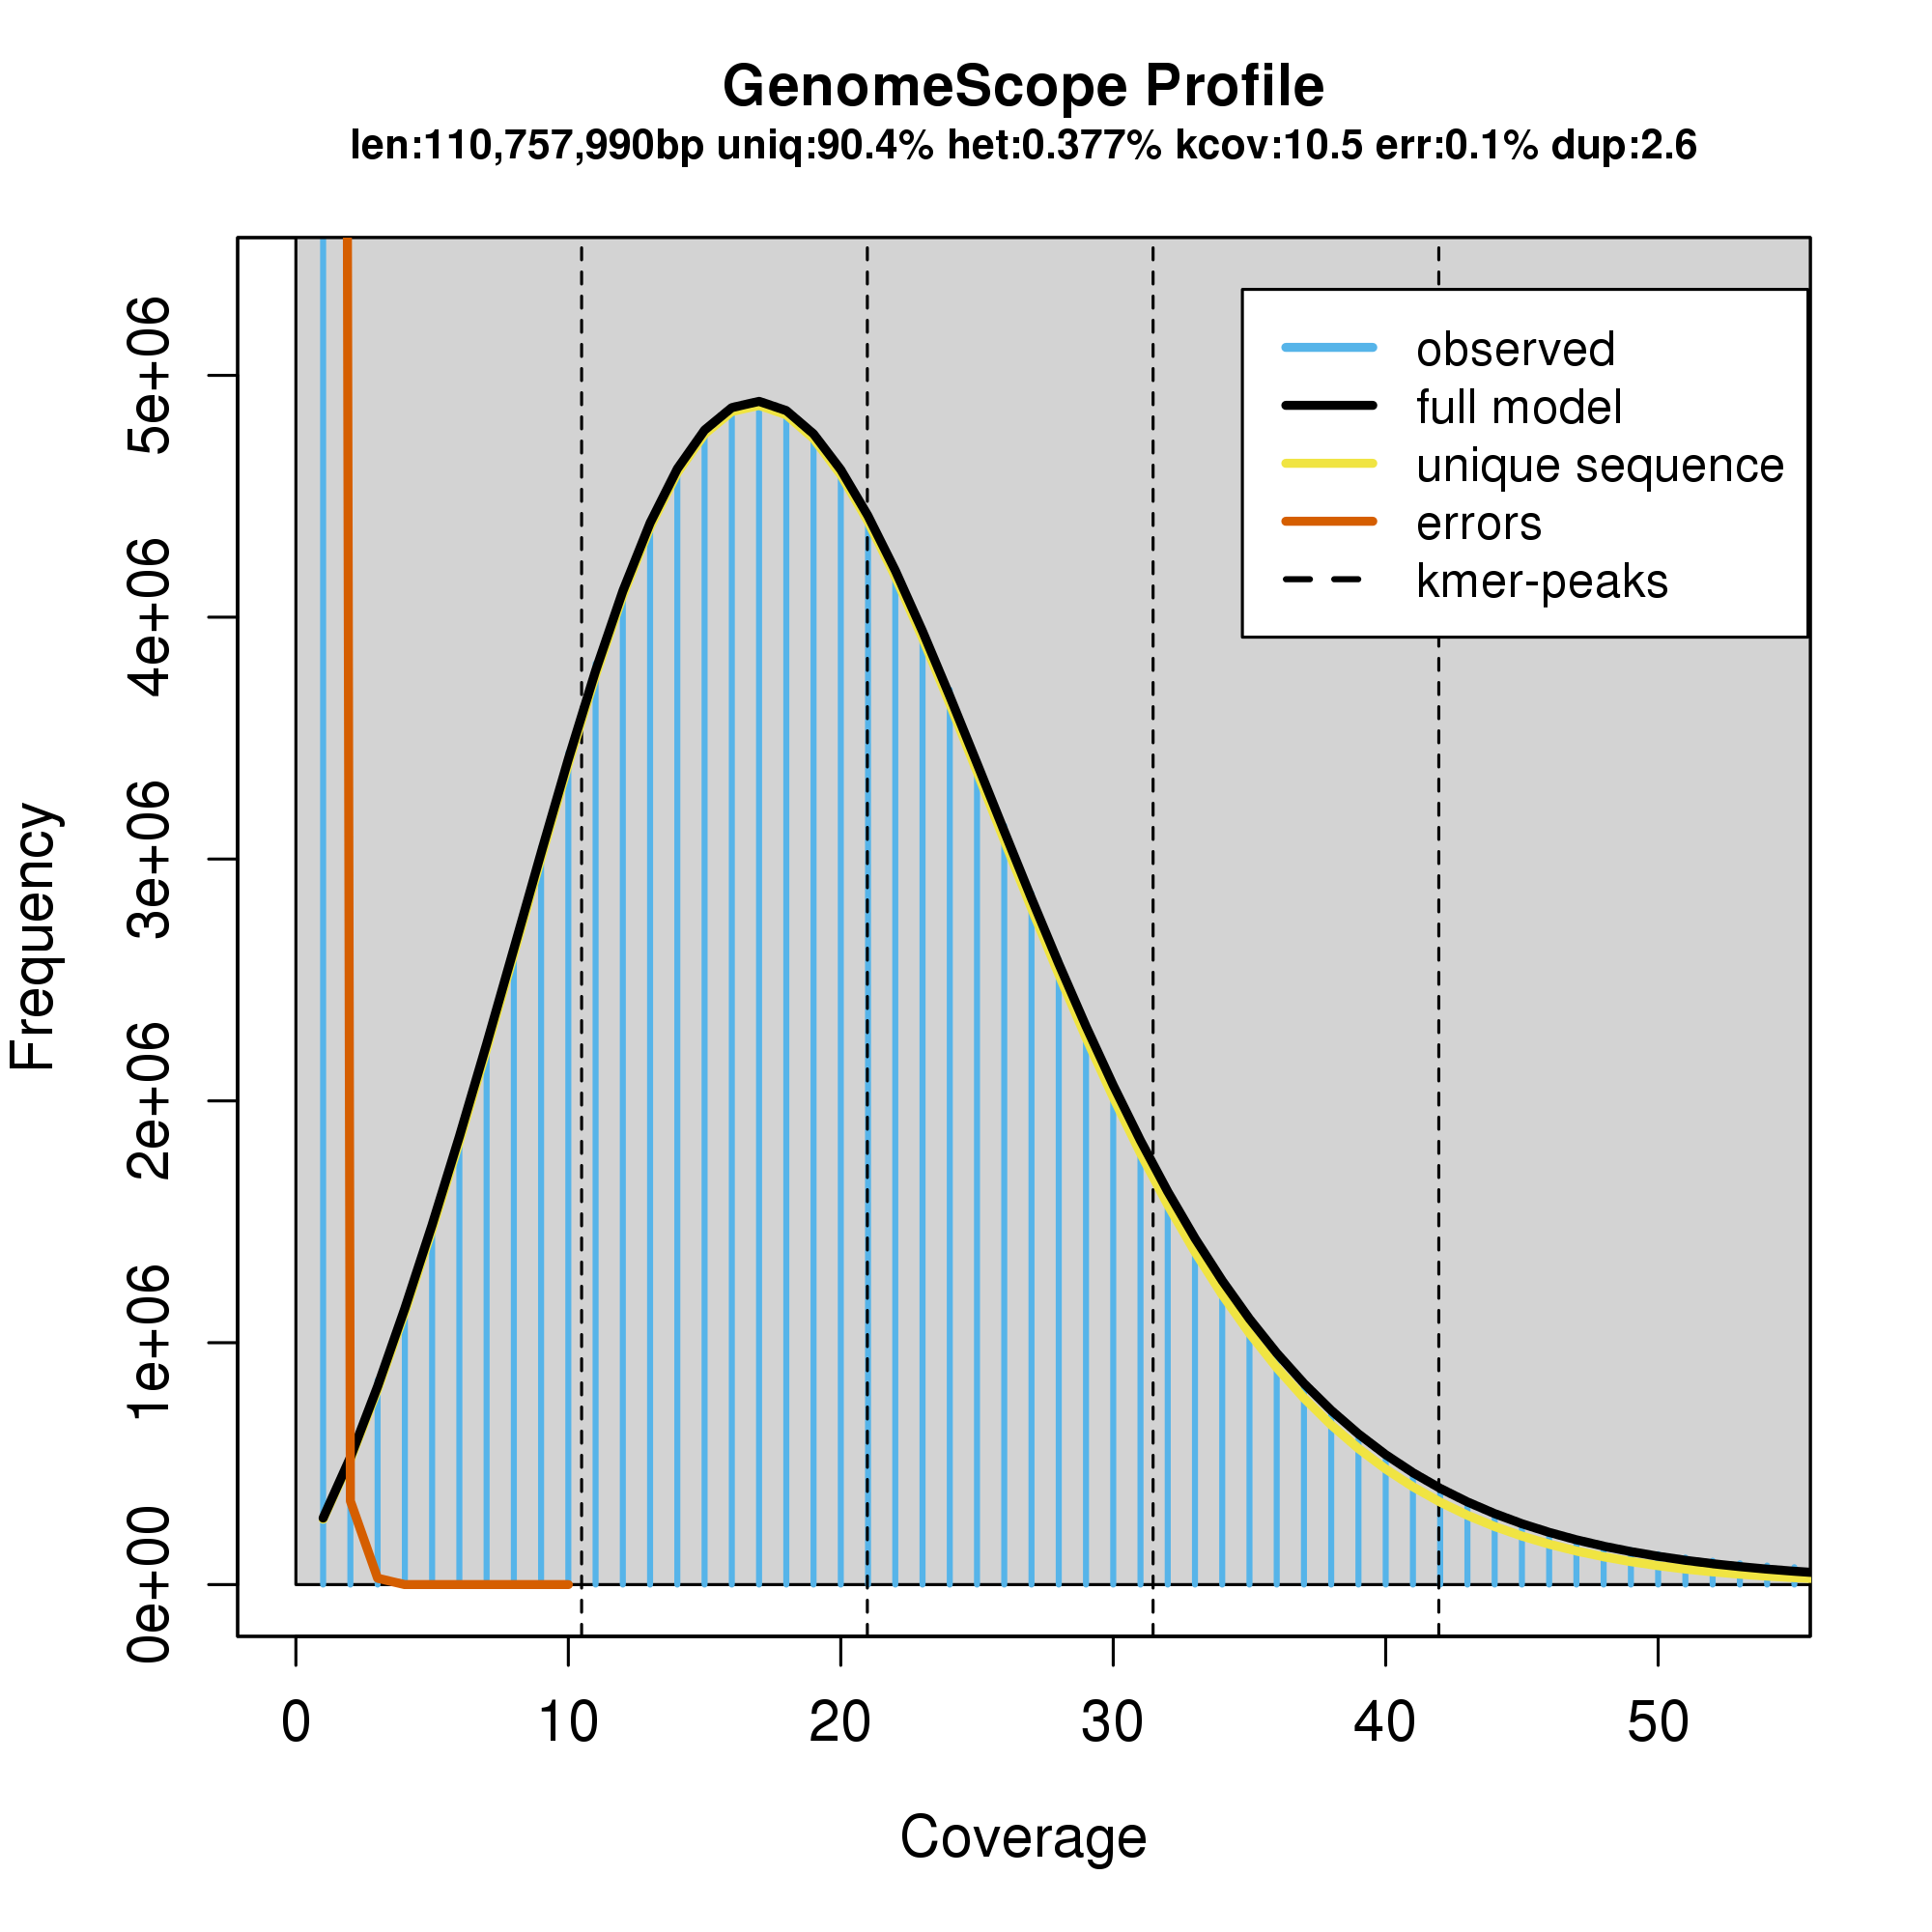 GenomeScope Profile
len:110,757,990bp uniq:90.4% het:0.377% kcov:10.5 err:0.1% dup:2.6
observed
full model
unique sequence
errors
kmer-peaks
Frequency
5e+06
4e+06
3e+06
2e+06
1e+06
0e+00
0 10 20 30 40 50
Coverage